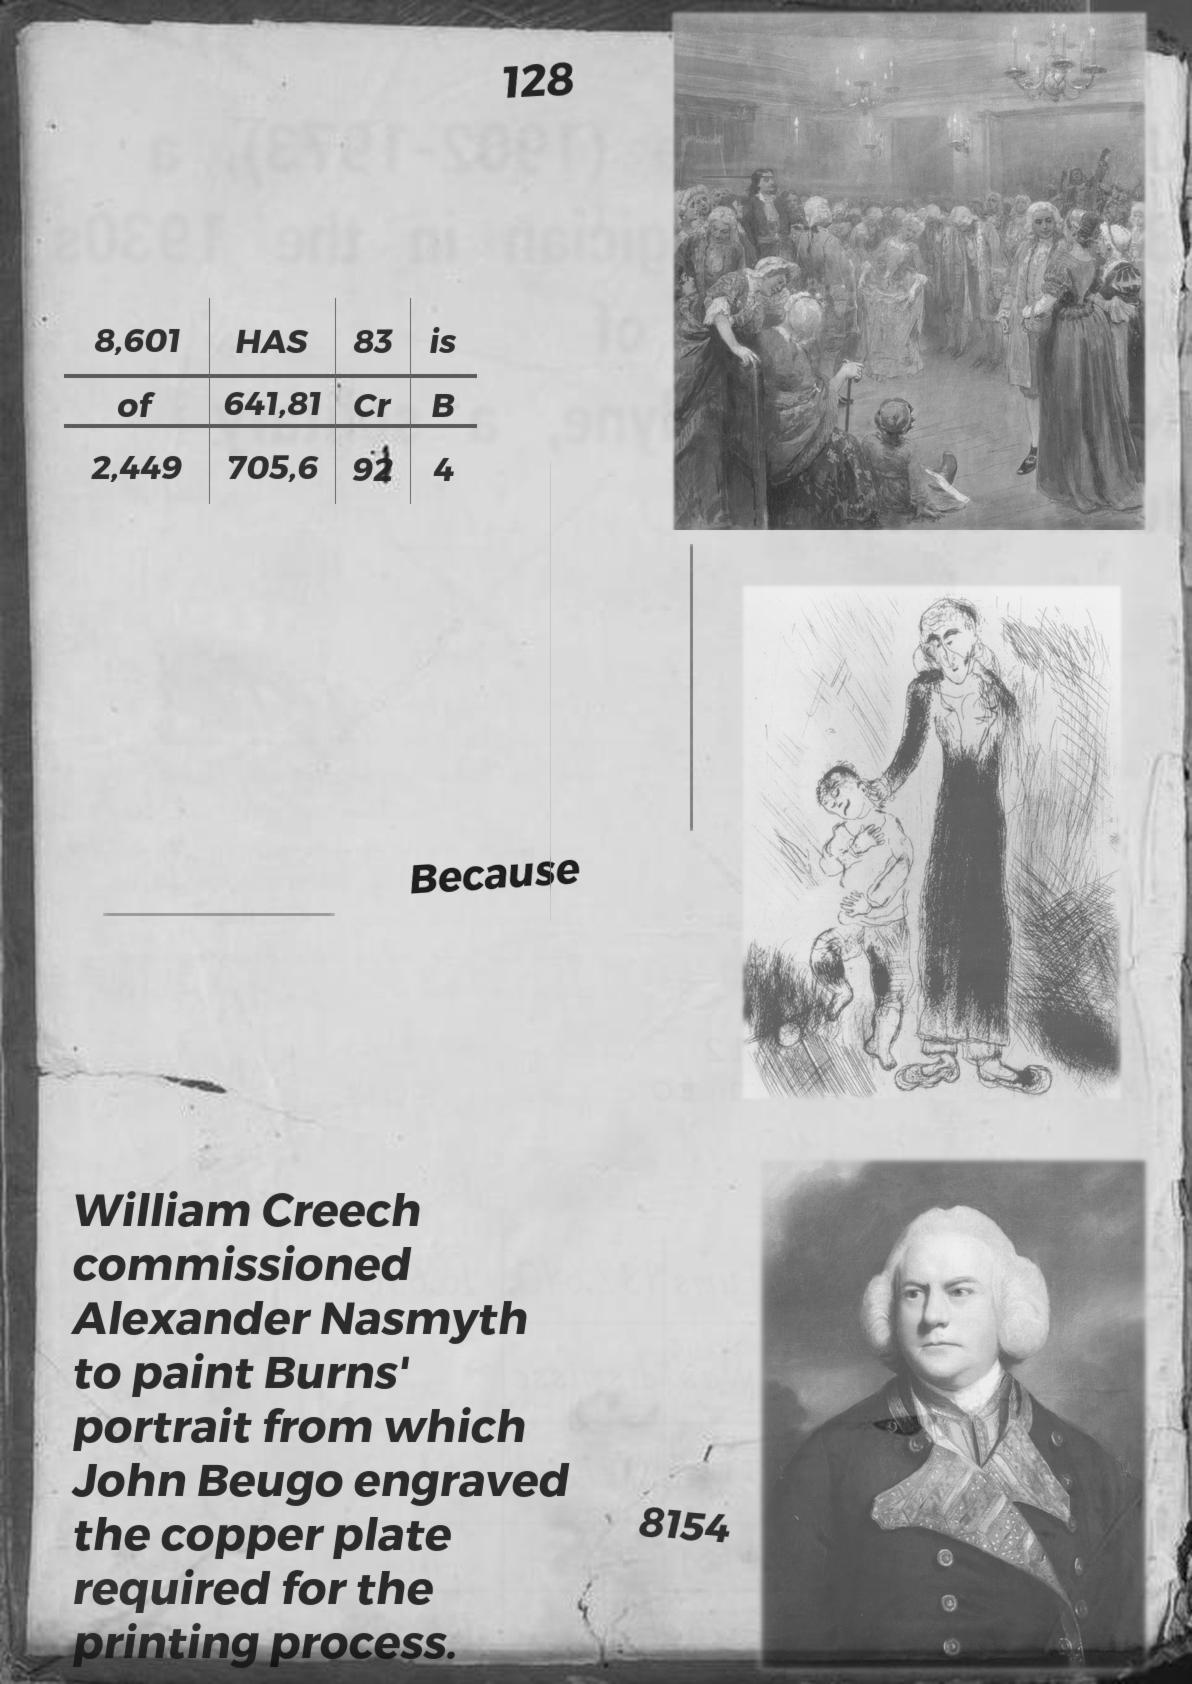 128
8,601 HAS 83 is
of 641,81 Cr B
2,449 705,6 92 4
Because
William Creech
commissioned
Alexander Nasmyth
to paint Burns'
portrait from which
John Beugo engraved
the copper plate
required for the
printing process.
8154